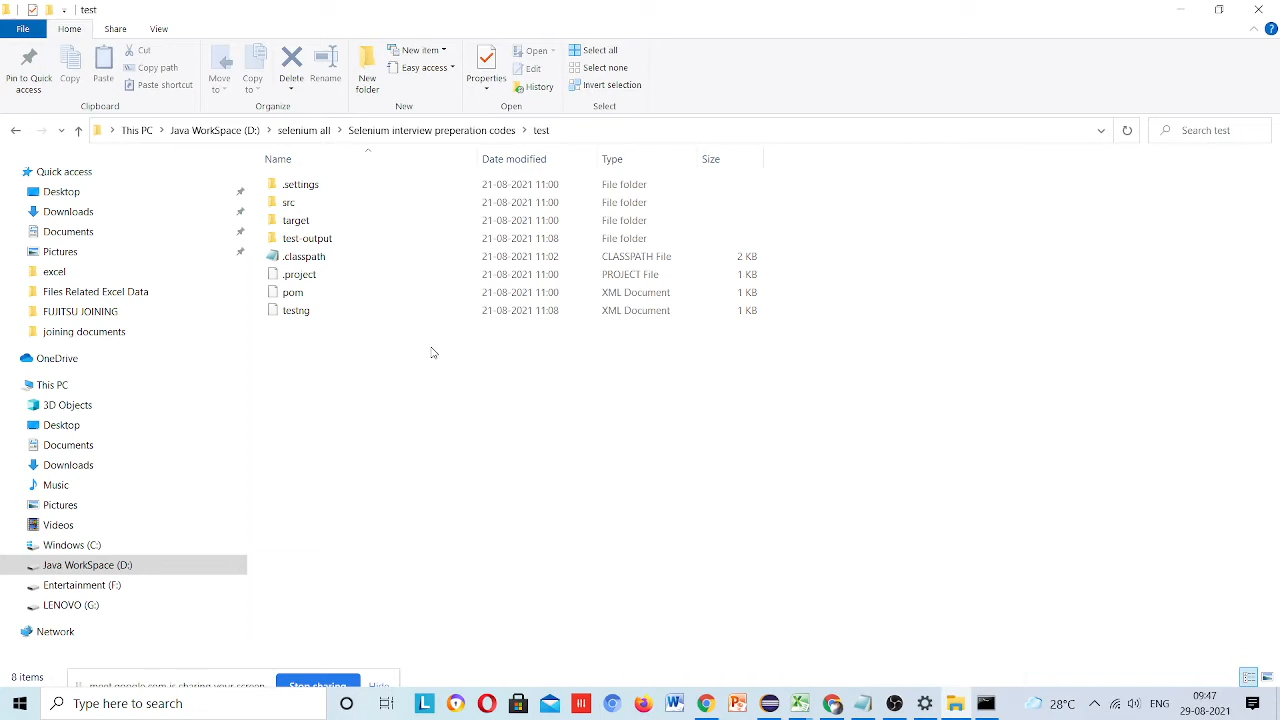 test
File Home Share View
Pin to Quick access
Copy
Paste
Cut
Copy path
Paste shortcut
Clipboard
Move to
Copy to
Delete
Rename
Organize
New folder
New item
Easy access
New
Properties
Open
Edit
History
Open
Select all
Select none
Invert selection
Select
This PC > Java WorkSpace (D:) > selenium all > Selenium interview preperation codes > test
Search test
Name Date modified Type Size
.settings 21-08-2021 11:00 File folder
src 21-08-2021 11:00 File folder
target 21-08-2021 11:00 File folder
test-output 21-08-2021 11:08 File folder
.classpath 21-08-2021 11:02 CLASSPATH File 2 KB
.project 21-08-2021 11:00 PROJECT File 1 KB
pom 21-08-2021 11:00 XML Document 1 KB
testng 21-08-2021 11:08 XML Document 1 KB
Quick access
Desktop
Downloads
Documents
Pictures
excel
Files Related Excel Data
FUJITSU JOINING
joining documents
OneDrive
This PC
3D Objects
Desktop
Documents
Downloads
Music
Pictures
Videos
Windows (C:)
Java WorkSpace (D:)
Entertainment (F:)
LENOVO (G:)
Network
8 items
meet.google.com is sharing your screen.
Stop sharing
Hide
Type here to search
28°C
ENG
09:47
29-08-2021